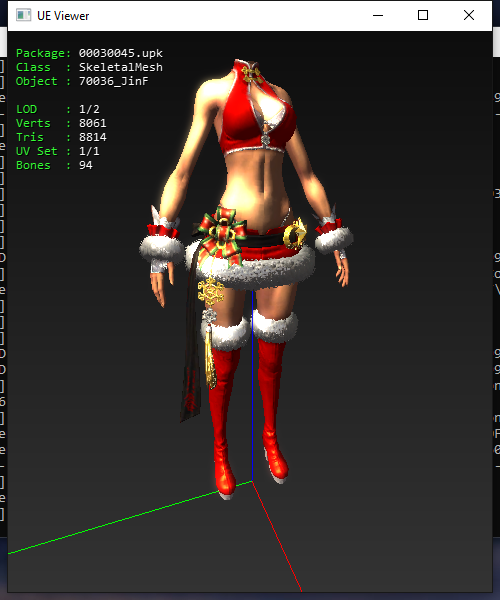 UE Viewer
Package: 00030045.upk
Class  : SkeletalMesh
Object : 70036_JinF
LOD    : 1/2
Verts  : 8061
Tris   : 8814
UV Set : 1/1
Bones  : 94